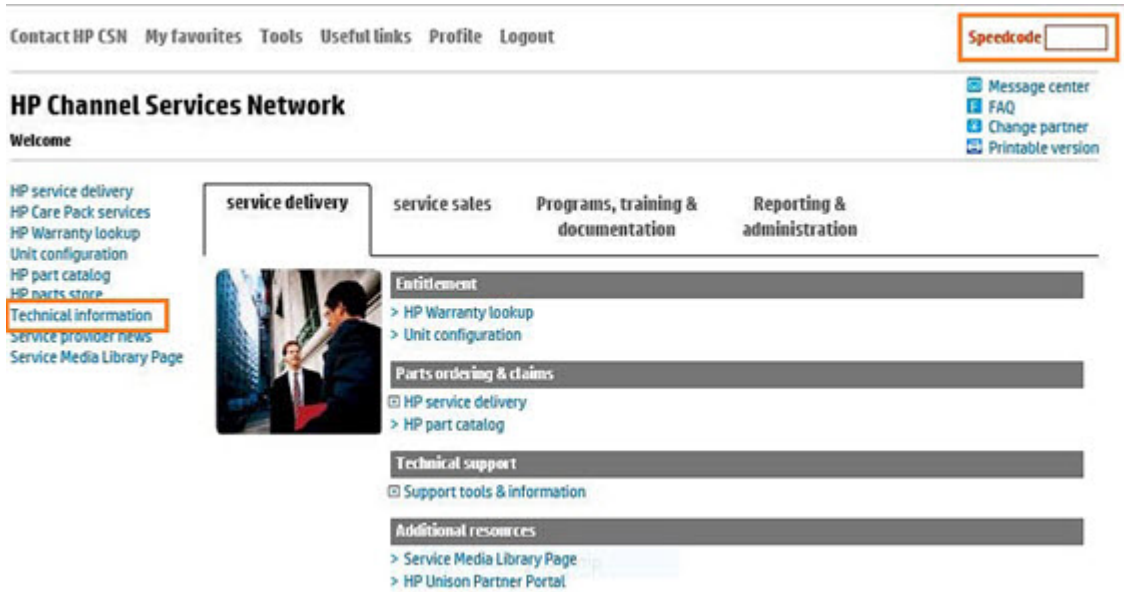 Contact HP CSN My favorites Tools Useful links Profile Logout
Speedcode
HP Channel Services Network
Welcome
Message center
FAQ
Change partner
Printable version
HP service delivery
HP Care Pack services
HP Warranty lookup
Unit configuration
HP part catalog
HP parts store
Technical information
Service provider news
Service Media Library Page
service delivery
service sales
Programs, training &
documentation
Reporting &
administration
Entitlement
> HP Warranty lookup
> Unit configuration
Parts ordering & claims
HP service delivery
> HP part catalog
Technical support
Support tools & information
Additional resources
> Service Media Library Page
> HP Unison Partner Portal